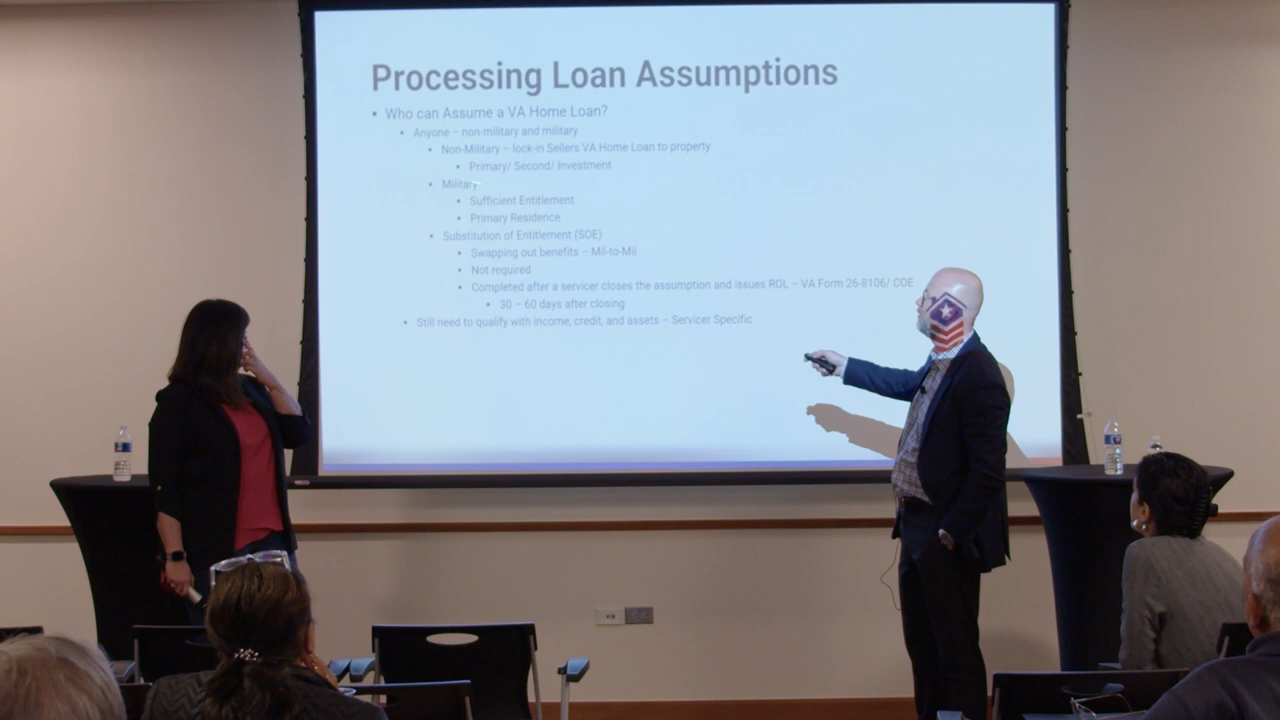 Processing Loan Assumptions
Who can Assume a VA Home Loan?
Anyone – non-military and military
Non-Military – lock-in Sellers VA Home Loan to property
Primary/ Second/ Investment
Military
Sufficient Entitlement
Primary Residence
Substitution of Entitlement (SOE)
Swapping out benefits – Mil-to-Mil
Not required
Completed after a servicer closes the assumption and issues ROL – VA Form 26-8106/ COE
30 – 60 days after closing
Still need to qualify with income, credit, and assets – Servicer Specific